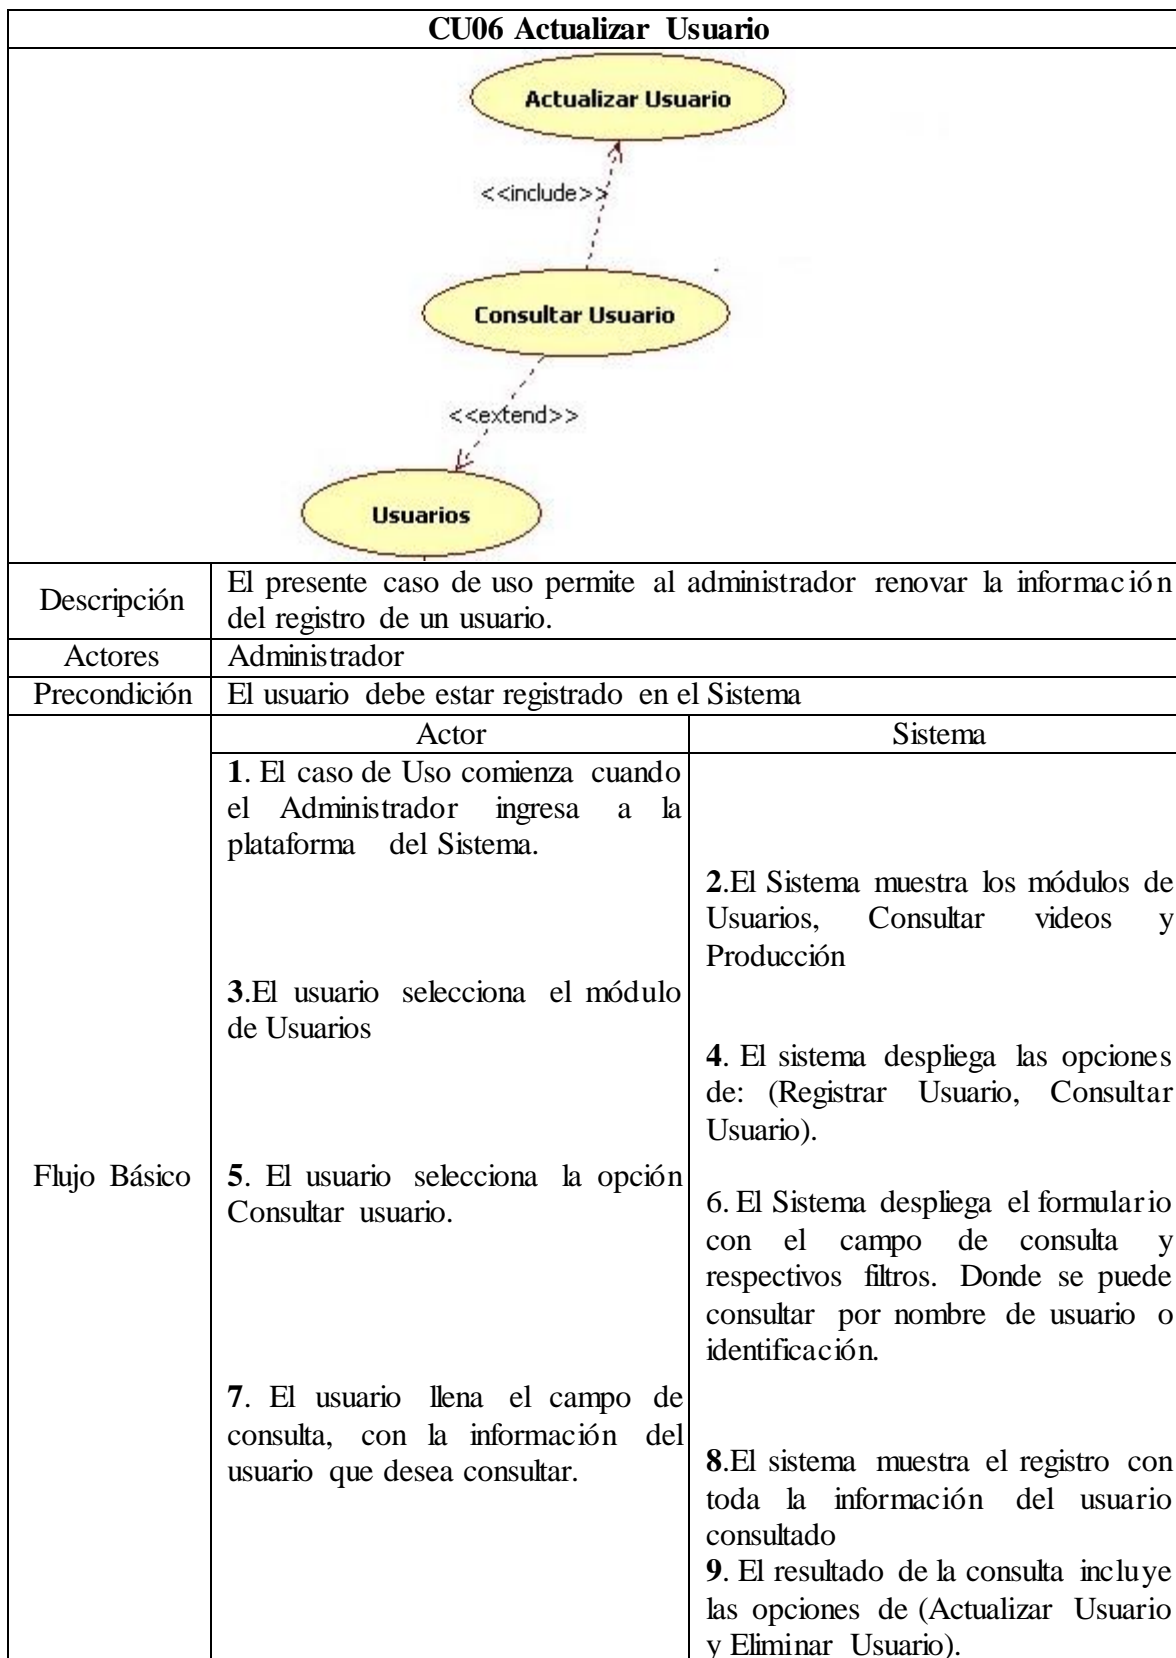 CU06 Actualizar Usuario
Actualizar Usuario
<<include>>
Consultar Usuario
<<extend>>
Usuarios
Descripción
El presente caso de uso permite al administrador renovar la información
del registro de un usuario.
Actores
Administrador
Precondición
El usuario debe estar registrado en el Sistema
Flujo Básico
Actor
Sistema
1. El caso de Uso comienza cuando
el Administrador ingresa a la
plataforma del Sistema.
2.El Sistema muestra los módulos de
Usuarios, Consultar videos y
Producción
3.El usuario selecciona el módulo
de Usuarios
4. El sistema despliega las opciones
de: (Registrar Usuario, Consultar
Usuario).
5. El usuario selecciona la opción
Consultar usuario.
6. El Sistema despliega el formulario
con el campo de consulta y
respectivos filtros. Donde se puede
consultar por nombre de usuario o
identificación.
7. El usuario llena el campo de
consulta, con la información del
usuario que desea consultar.
8.El sistema muestra el registro con
toda la información del usuario
consultado
9. El resultado de la consulta incluye
las opciones de (Actualizar Usuario
y Eliminar Usuario).